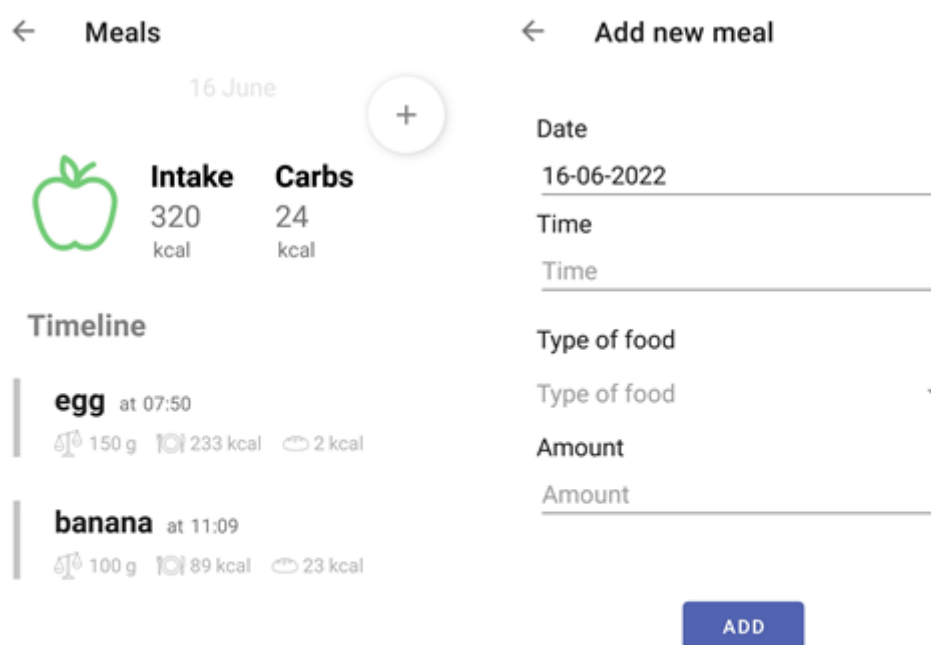 Meals
16 June
+
Intake Carbs
320 24
kcal kcal
Timeline
egg at 07:50
150 g 233 kcal 2 kcal
banana at 11:09
100 g 89 kcal 23 kcal
Add new meal
Date
16-06-2022
Time
Time
Type of food
Type of food
Amount
Amount
ADD